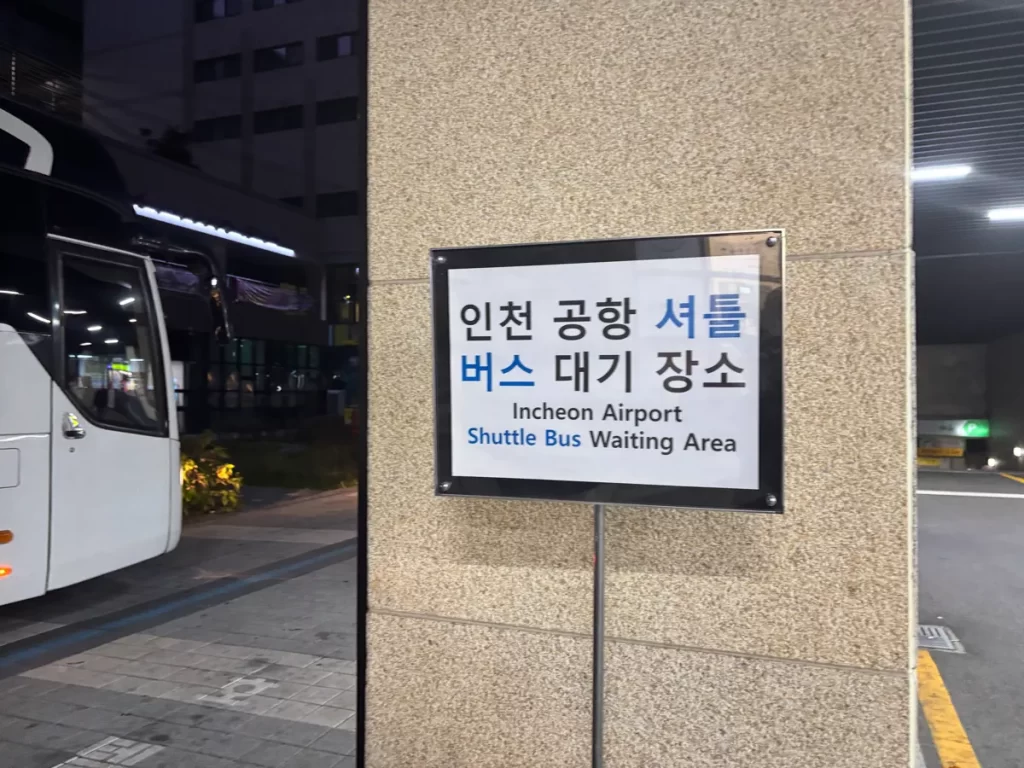 인천 공항 셔틀
버스 대기 장소
Incheon Airport
Shuttle Bus Waiting Area
P